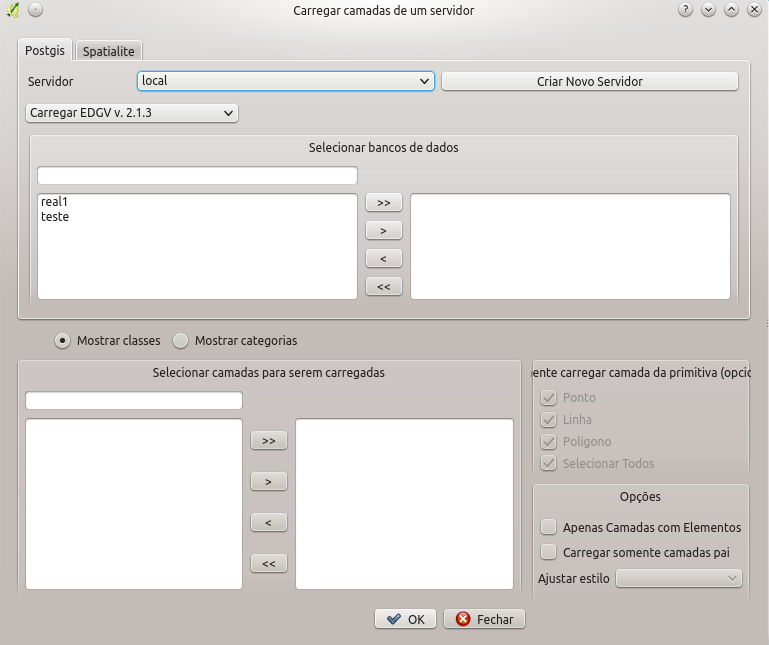 Carregar camadas de um servidor
Postgis
Spatialite
Servidor
local
Criar Novo Servidor
Carregar EDGV v. 2.1.3
Selecionar bancos de dados
real1
teste
>>
>
<
<<
Mostrar classes
Mostrar categorias
Selecionar camadas para serem carregadas
>>
>
<
<<
ente carregar camada da primitiva (opcio
Ponto
Linha
Polígono
Selecionar Todos
Opções
Apenas Camadas com Elementos
Carregar somente camadas pai
Ajustar estilo
OK
Fechar